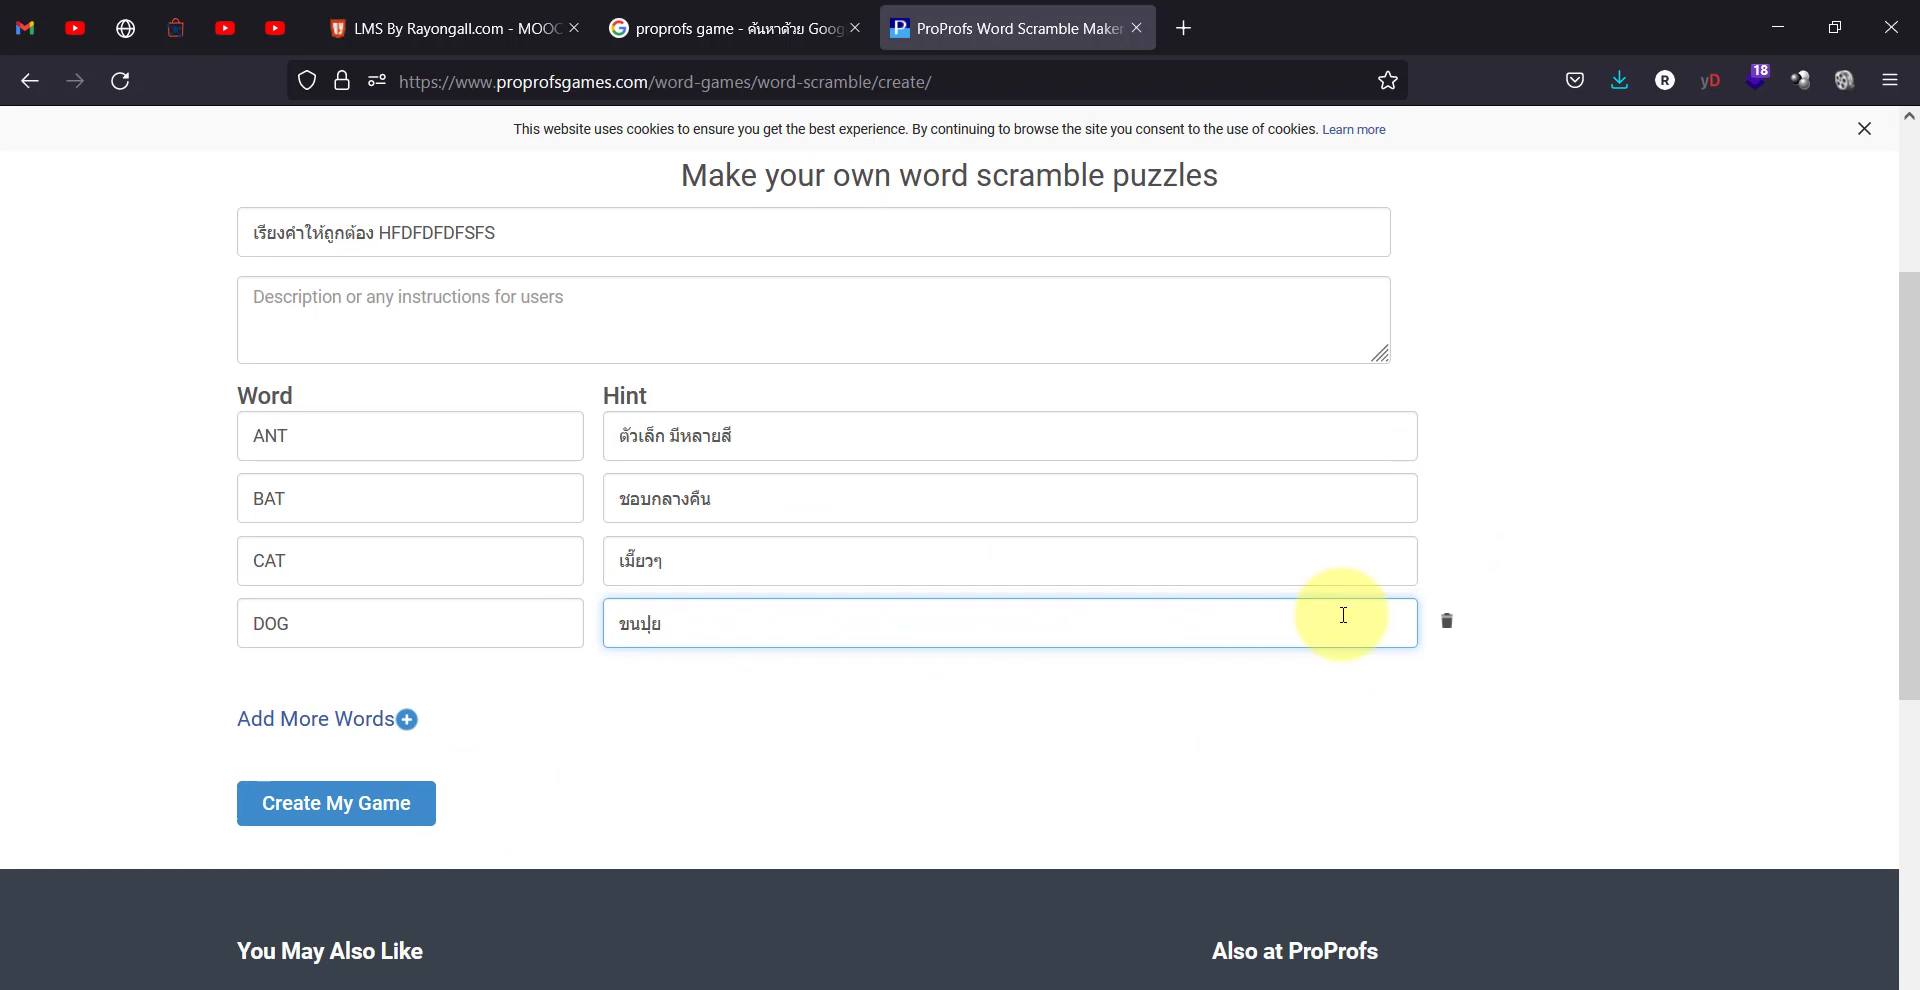 LMS By Rayongall.com - MOOC
proprofs game - ค้นหาด้วย Goog
ProProfs Word Scramble Maker
https://www.proprofsgames.com/word-games/word-scramble/create/
18
This website uses cookies to ensure you get the best experience. By continuing to browse the site you consent to the use of cookies. Learn more
Make your own word scramble puzzles
เรียงคำให้ถูกต้อง HFDFDFDFSFS
Description or any instructions for users
Word Hint
ANT ตัวเล็ก มีหลายสี
BAT ชอบกลางคืน
CAT เมี๊ยวๆ
DOG ขนปุย
Add More Words
Create My Game
You May Also Like Also at ProProfs